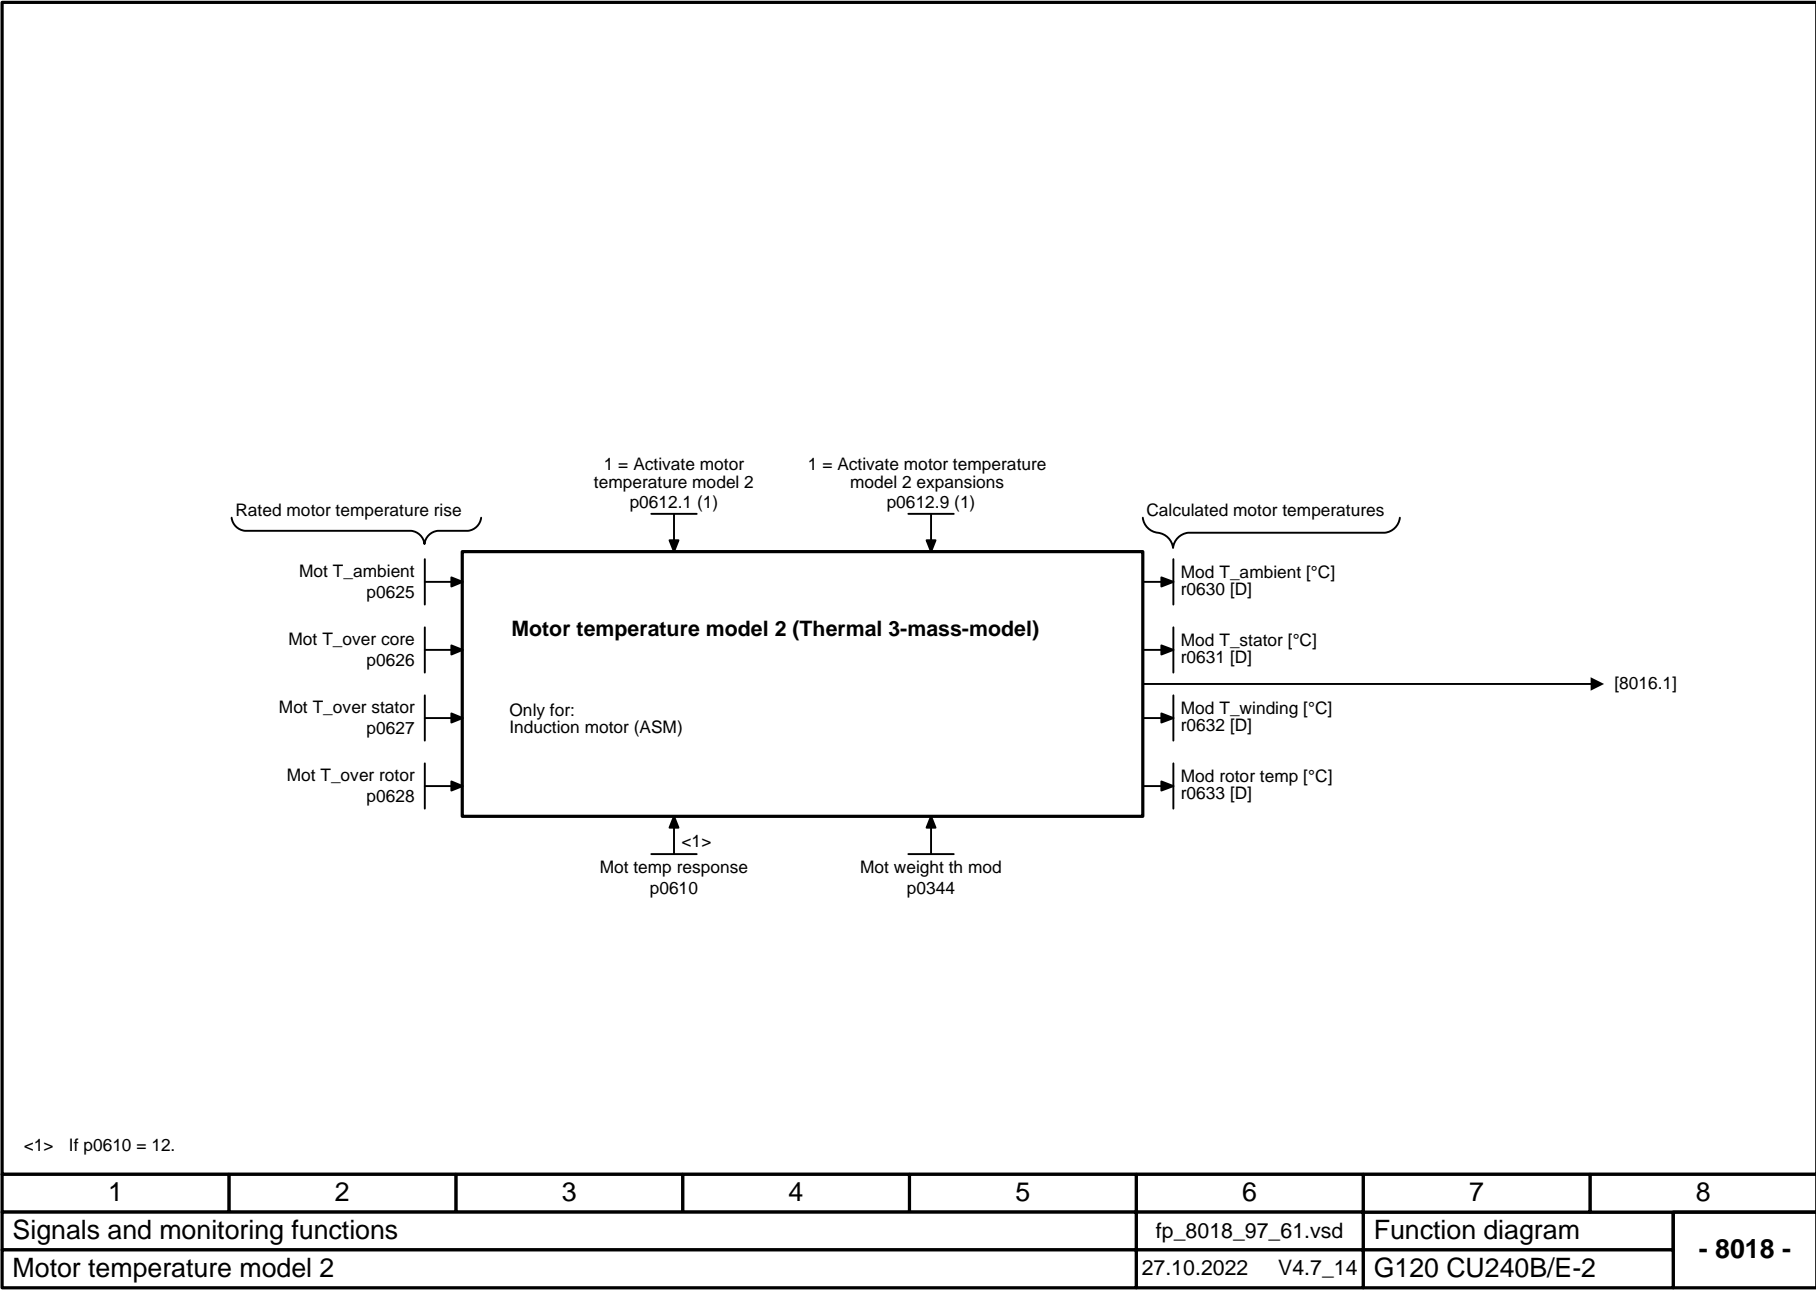 1 = Activate motor
temperature model 2
p0612.1 (1)
1 = Activate motor temperature
model 2 expansions
p0612.9 (1)
Rated motor temperature rise
Calculated motor temperatures
Mot T_ambient
p0625
Mot T_over core
p0626
Mot T_over stator
p0627
Mot T_over rotor
p0628
Motor temperature model 2 (Thermal 3-mass-model)
Only for:
Induction motor (ASM)
Mod T_ambient [°C]
r0630 [D]
Mod T_stator [°C]
r0631 [D]
[8016.1]
Mod T_winding [°C]
r0632 [D]
Mod rotor temp [°C]
r0633 [D]
<1>
Mot temp response
p0610
Mot weight th mod
p0344
<1> If p0610 = 12.
1 2 3 4 5 6 7 8
Signals and monitoring functions
fp_8018_97_61.vsd
Function diagram
- 8018 -
Motor temperature model 2
27.10.2022 V4.7_14
G120 CU240B/E-2